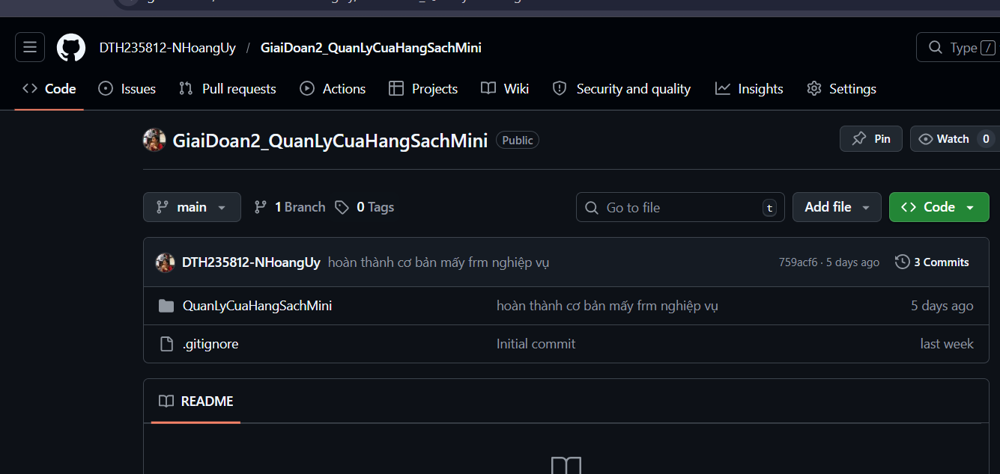 DTH235812-NHoangUy / GiaiDoan2_QuanLyCuaHangSachMini
Type /
Code Issues Pull requests Actions Projects Wiki Security and quality Insights Settings
GiaiDoan2_QuanLyCuaHangSachMini Public
Pin Watch 0
main 1 Branch 0 Tags Go to file t Add file Code
DTH235812-NHoangUy hoàn thành cơ bản mấy frm nghiệp vụ 759acf6 · 5 days ago 3 Commits
QuanLyCuaHangSachMini hoàn thành cơ bản mấy frm nghiệp vụ 5 days ago
.gitignore Initial commit last week
README